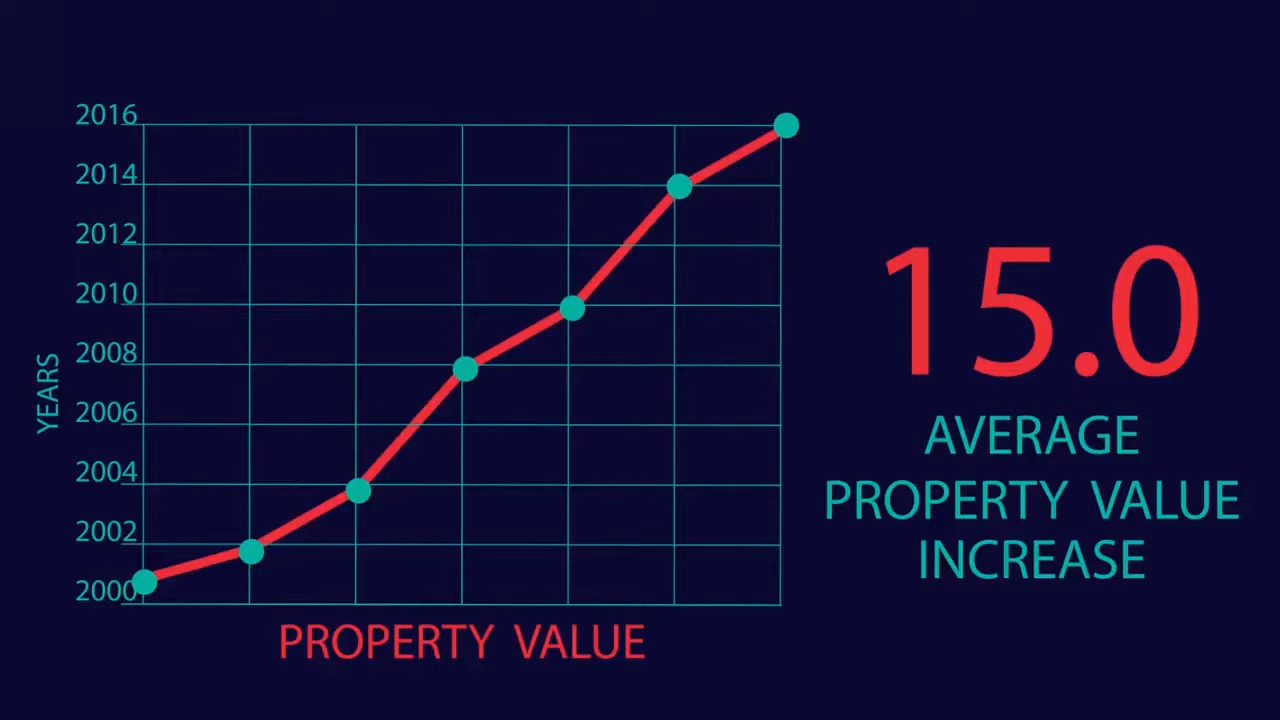 2016
2014
2012
2010
2008
2006
2004
2002
2000
YEARS
PROPERTY VALUE
15.0
AVERAGE
PROPERTY VALUE
INCREASE